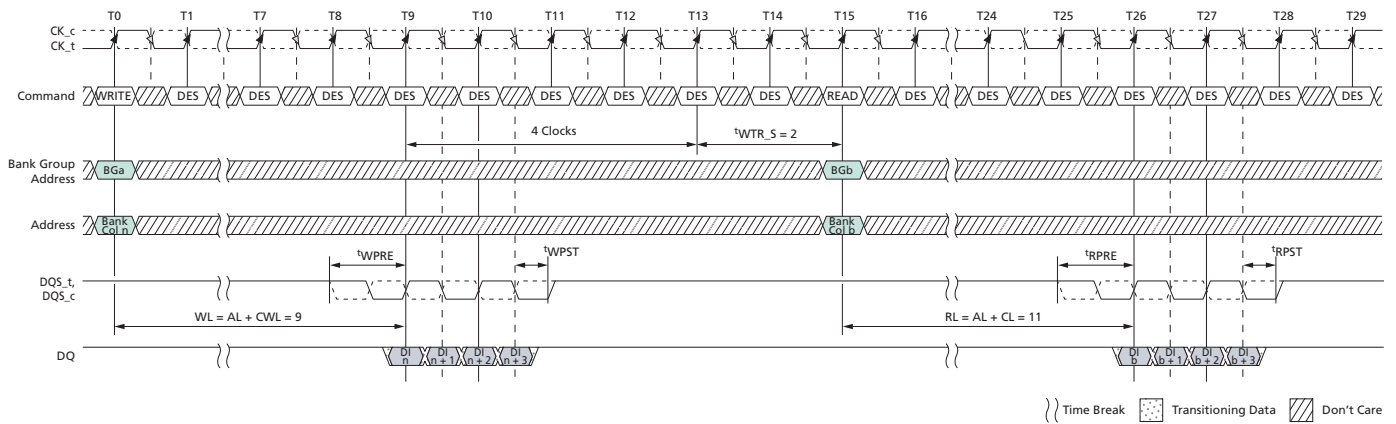 T0 T1 T7 T8 T9 T10 T11 T12 T13 T14 T15 T16 T24 T25 T26 T27 T28 T29
CK_c
CK_t
Command WRITE DES DES DES DES DES DES DES DES DES READ DES DES DES DES DES DES DES
4 Clocks tWTR_S = 2
Bank Group
Address BGa BGb
Address Bank
Col n Bank
Col b
tWPRE tWPST tRPRE tRPST
DQS_t,
DQS_c
WL = AL + CWL = 9 RL = AL + CL = 11
DQ DI
n DI
n + 1 DI
n + 2 DI
n + 3 DI
b DI
b + 1 DI
b + 2 DI
b + 3
Time Break Transitioning Data Don't Care